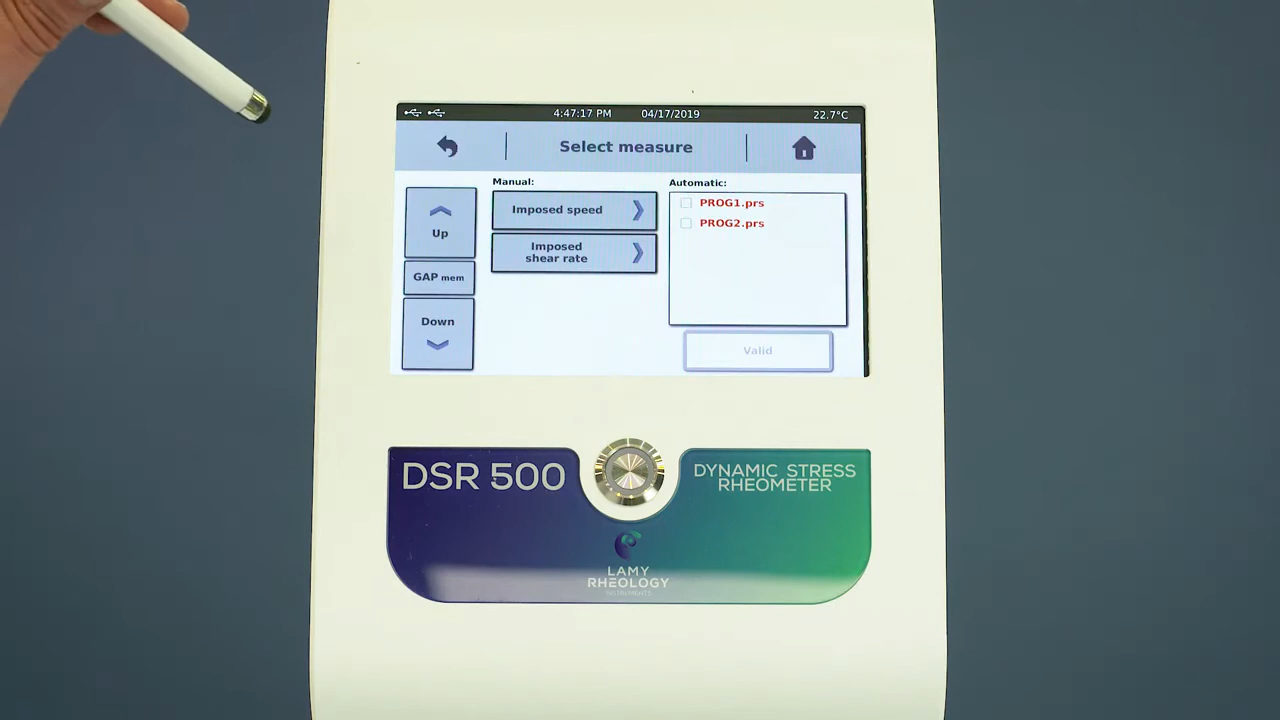 4:47:17 PM 04/17/2019 22.7°C
Select measure
Manual:
Automatic:
Up
GAP mem
Down
Imposed speed
Imposed
shear rate
PROG1.prs
PROG2.prs
Valid
DSR 500
DYNAMIC STRESS
RHEOMETER
LAMY
RHEOLOGY
INSTRUMENTS